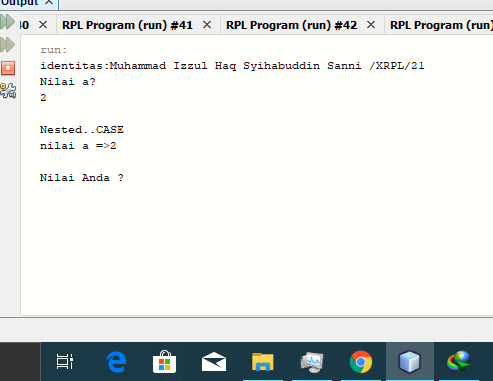 Output
40 RPL Program (run) #41 RPL Program (run) #42 RPL Program (run)
run:
identitas:Muhammad Izzul Haq Syihabuddin Sanni /XRPL/21
Nilai a?
2
Nested..CASE
nilai a =>2
Nilai Anda ?